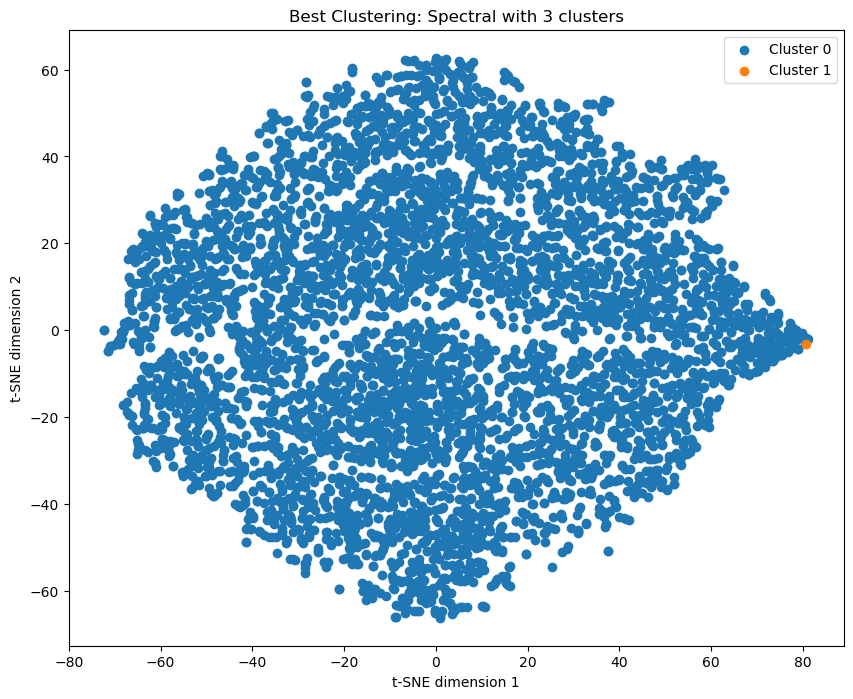 Best Clustering: Spectral with 3 clusters
Cluster 0
Cluster 1
60
40
20
0
−20
−40
−60
t-SNE dimension 2
−80 −60 −40 −20 0 20 40 60 80
t-SNE dimension 1